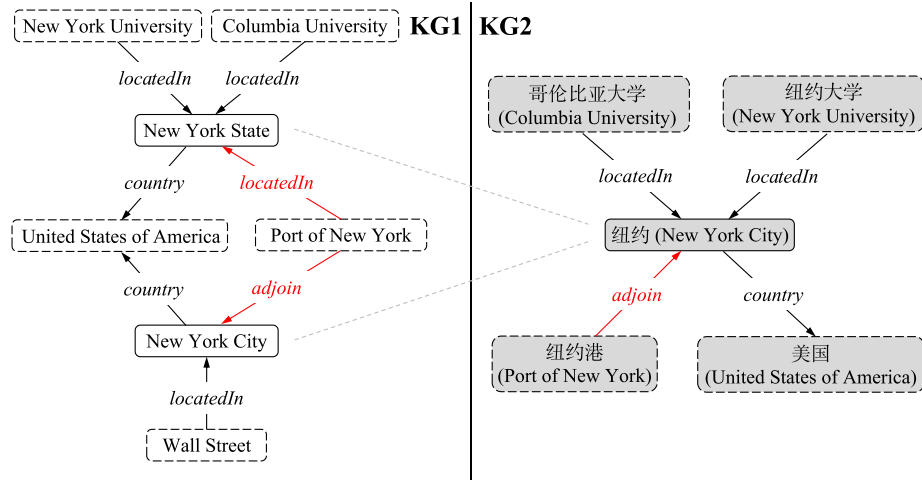 New York University
Columbia University
KG1
KG2
locatedIn
locatedIn
哥伦比亚大学
(Columbia University)
纽约大学
(New York University)
New York State
country
locatedIn
locatedIn
locatedIn
United States of America
Port of New York
纽约 (New York City)
country
adjoin
adjoin
country
New York City
纽约港
(Port of New York)
美国
(United States of America)
locatedIn
Wall Street